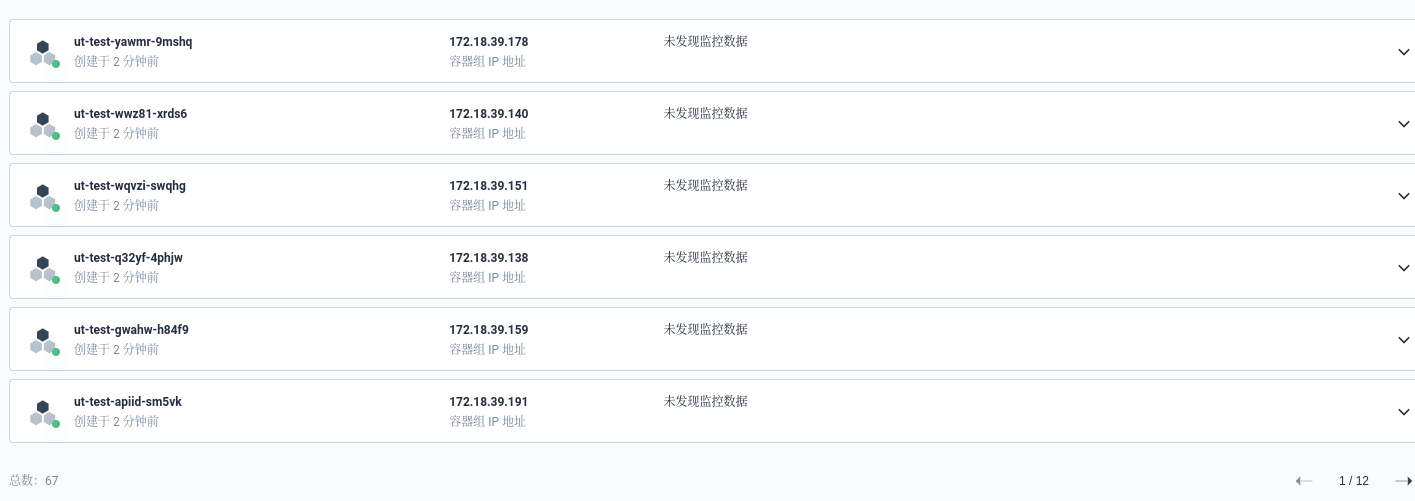 ut-test-yawmr-9mshq 172.18.39.178 未发现监控数据
创建于 2 分钟前 容器组 IP 地址
ut-test-wwz81-xrds6 172.18.39.140 未发现监控数据
创建于 2 分钟前 容器组 IP 地址
ut-test-wqvzi-swqhg 172.18.39.151 未发现监控数据
创建于 2 分钟前 容器组 IP 地址
ut-test-q32yf-4phjw 172.18.39.138 未发现监控数据
创建于 2 分钟前 容器组 IP 地址
ut-test-gwahw-h84f9 172.18.39.159 未发现监控数据
创建于 2 分钟前 容器组 IP 地址
ut-test-apiid-sm5vk 172.18.39.191 未发现监控数据
创建于 2 分钟前 容器组 IP 地址
总数: 67 1 / 12